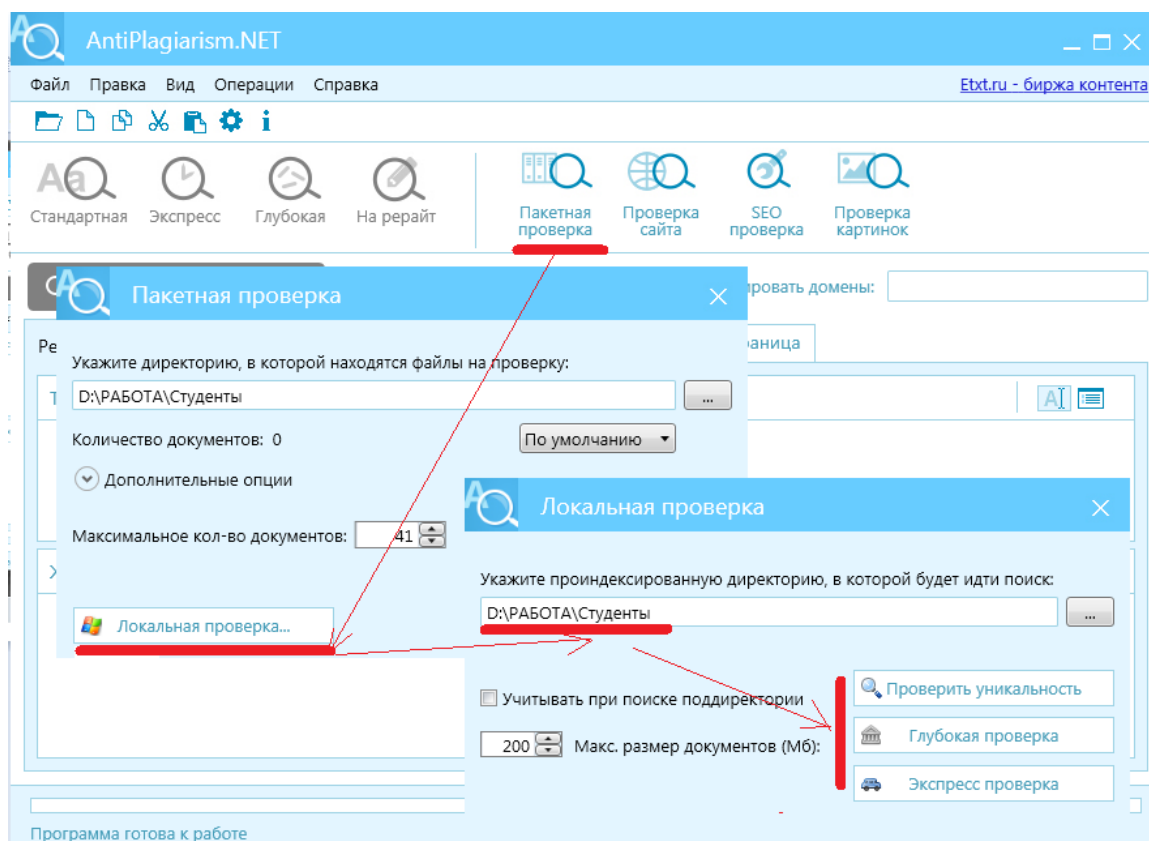 AntiPlagiarism.NET
Файл Правка Вид Операции Справка
Etxt.ru - биржа контента
Стандартная Экспресс Глубокая На рерайт
Пакетная проверка
Проверка сайта
SEO проверка
Проверка картинок
Пакетная проверка
ировать домены:
Ре
аница
Укажите директорию, в которой находятся файлы на проверку:
D:\РАБОТА\Студенты
...
Количество документов: 0
По умолчанию
Дополнительные опции
Максимальное кол-во документов: 41
Локальная проверка...
Локальная проверка
Укажите проиндексированную директорию, в которой будет идти поиск:
D:\РАБОТА\Студенты
...
Учитывать при поиске поддиректории
200 Макс. размер документов (Мб):
Проверить уникальность
Глубокая проверка
Экспресс проверка
Программа готова к работе